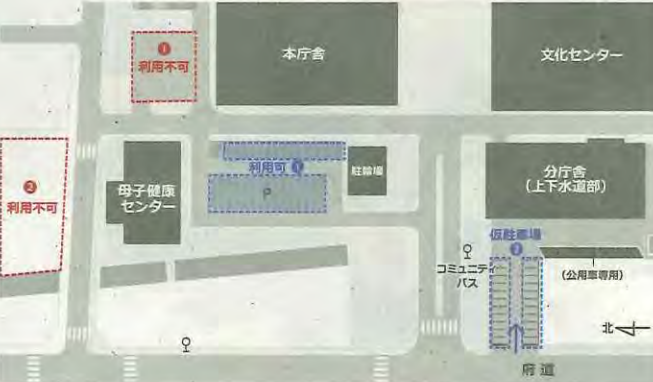 ❶
利用不可
本庁舎
文化センター
❷
利用不可
母子健康
センター
利用可 ❶
P
駐輪場
分庁舎
(上下水道部)
仮駐車場
❷
コミュニティ
バス
(公用車専用)
北
府道